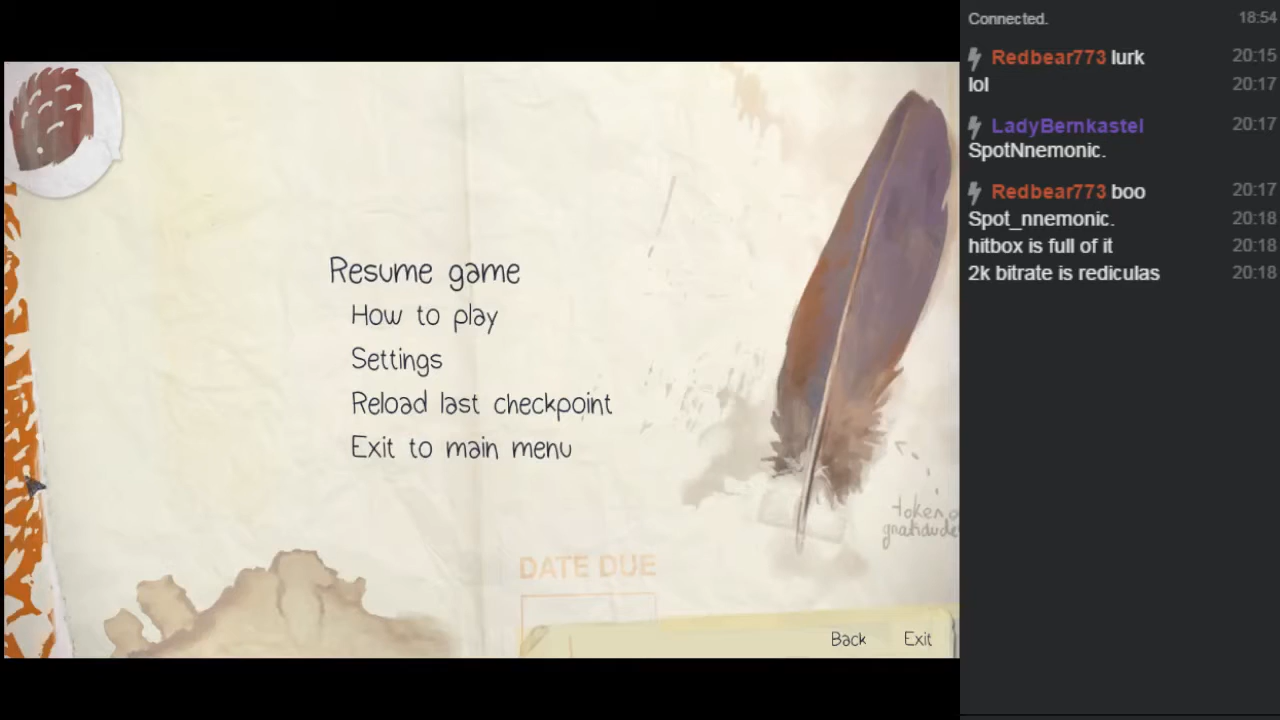 Resume game
How to play
Settings
Reload last checkpoint
Exit to main menu
token
gnatiaude
DATE DUE
Back Exit
Connected. 18:54
Redbear773 lurk 20:15
lol 20:17
LadyBernkastel 20:17
SpotNnemonic.
Redbear773 boo 20:17
Spot_nnemonic. 20:18
hitbox is full of it 20:18
2k bitrate is rediculas 20:18